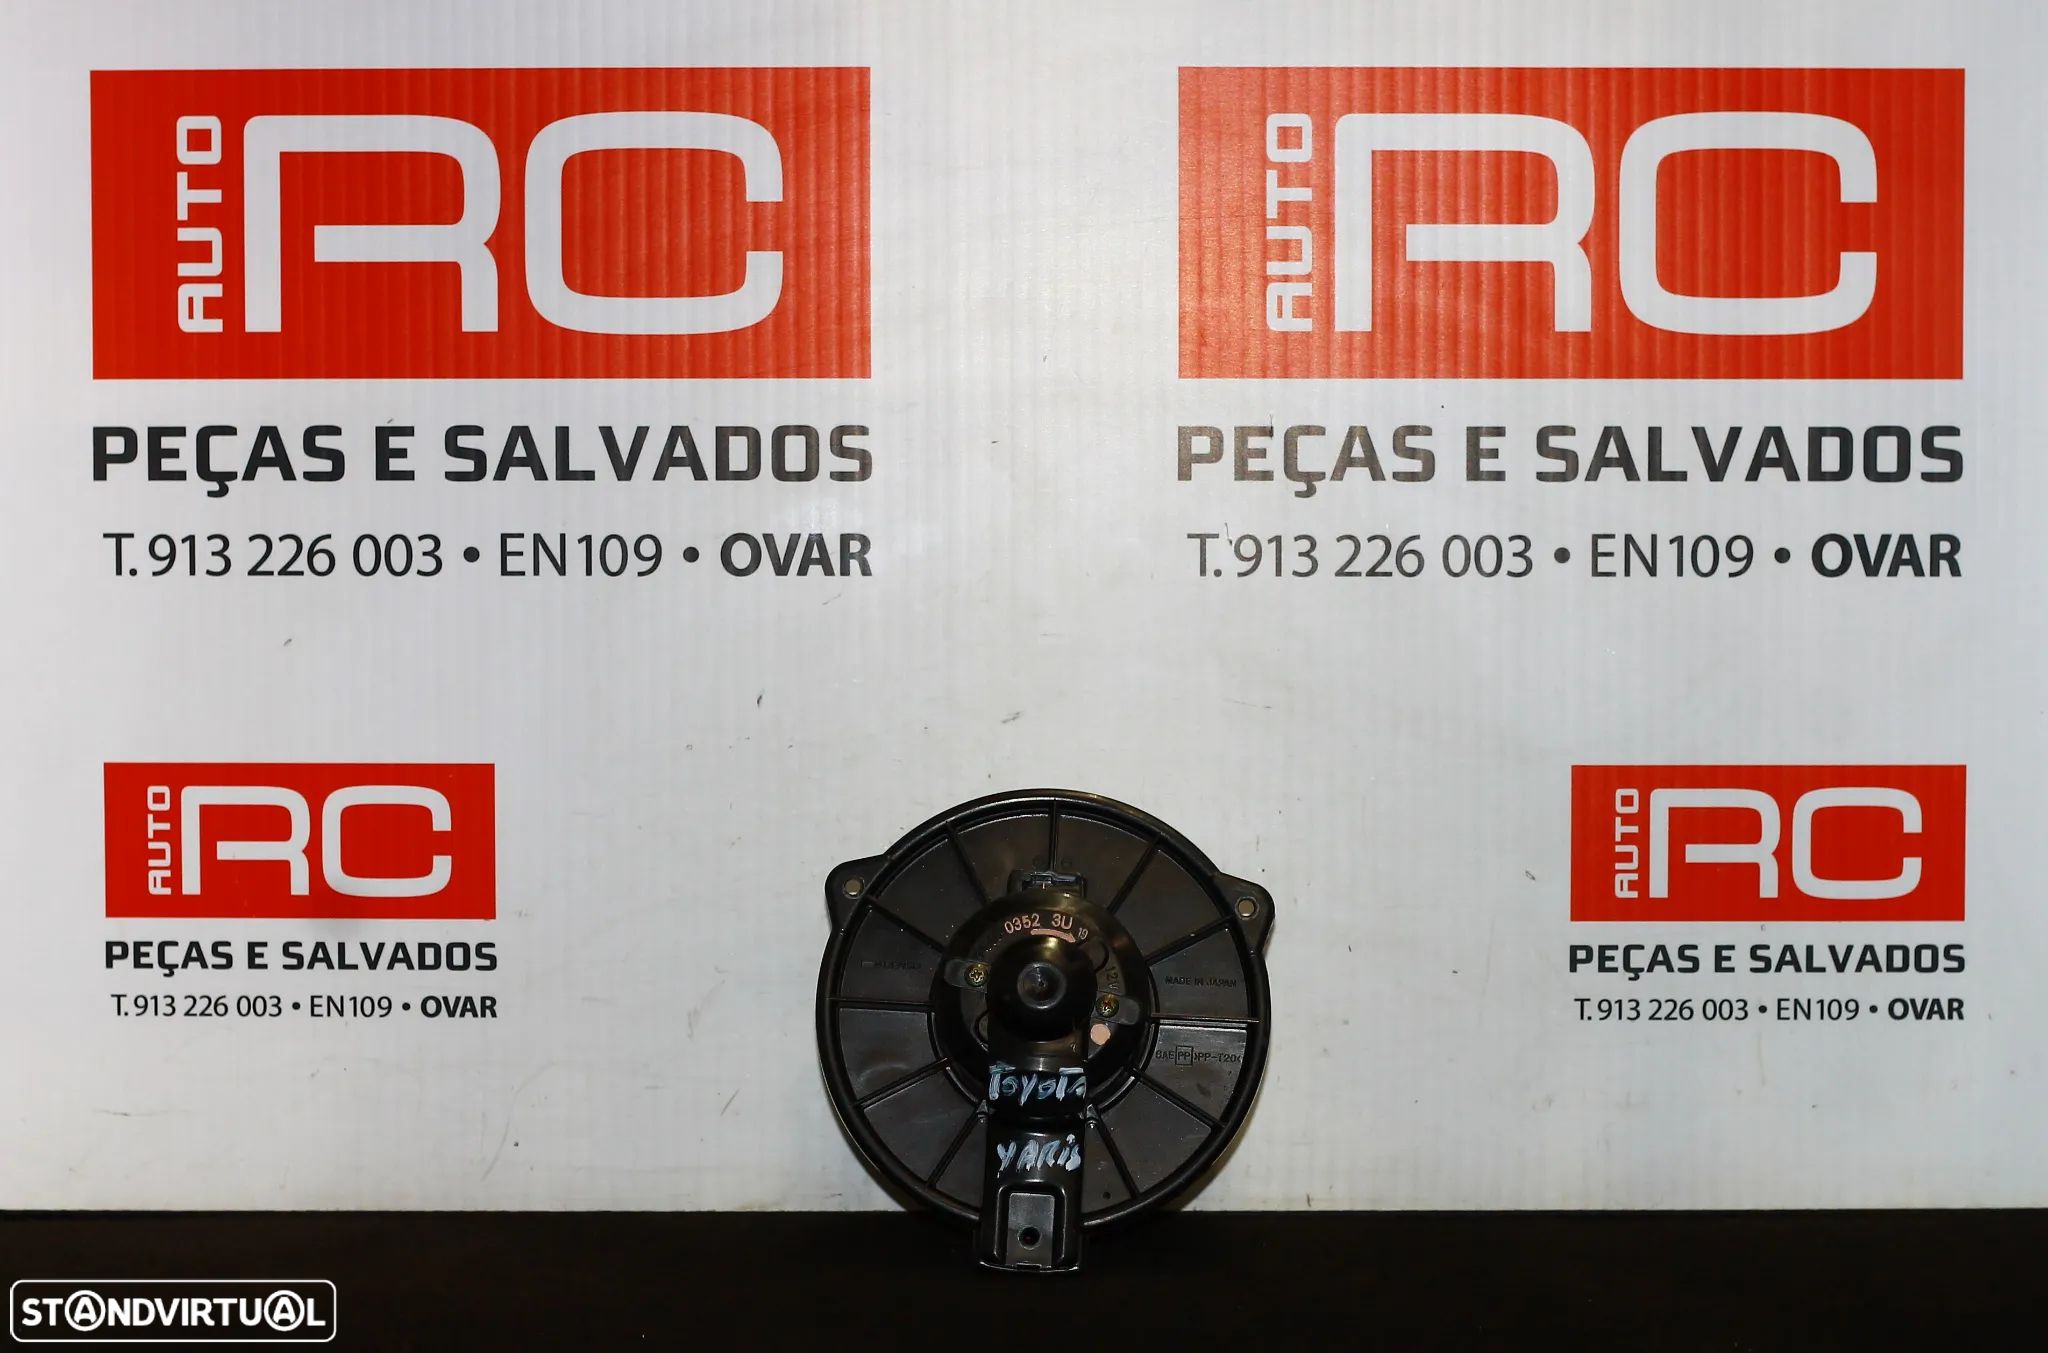 AUTO RC
PEÇAS E SALVADOS
T. 913 226 003 • EN109 • OVAR
AUTO RC
PEÇAS E SALVADOS
T. 913 226 003 • EN109 • OVAR
AUTO RC
PEÇAS E SALVADOS
T. 913 226 003 • EN109 • OVAR
AUTO RC
PEÇAS E SALVADOS
T. 913 226 003 • EN109 • OVAR
0352 3U 19
12V
MADE IN JAPAN
PP
TOYOTA
YARIS
STANDVIRTUAL